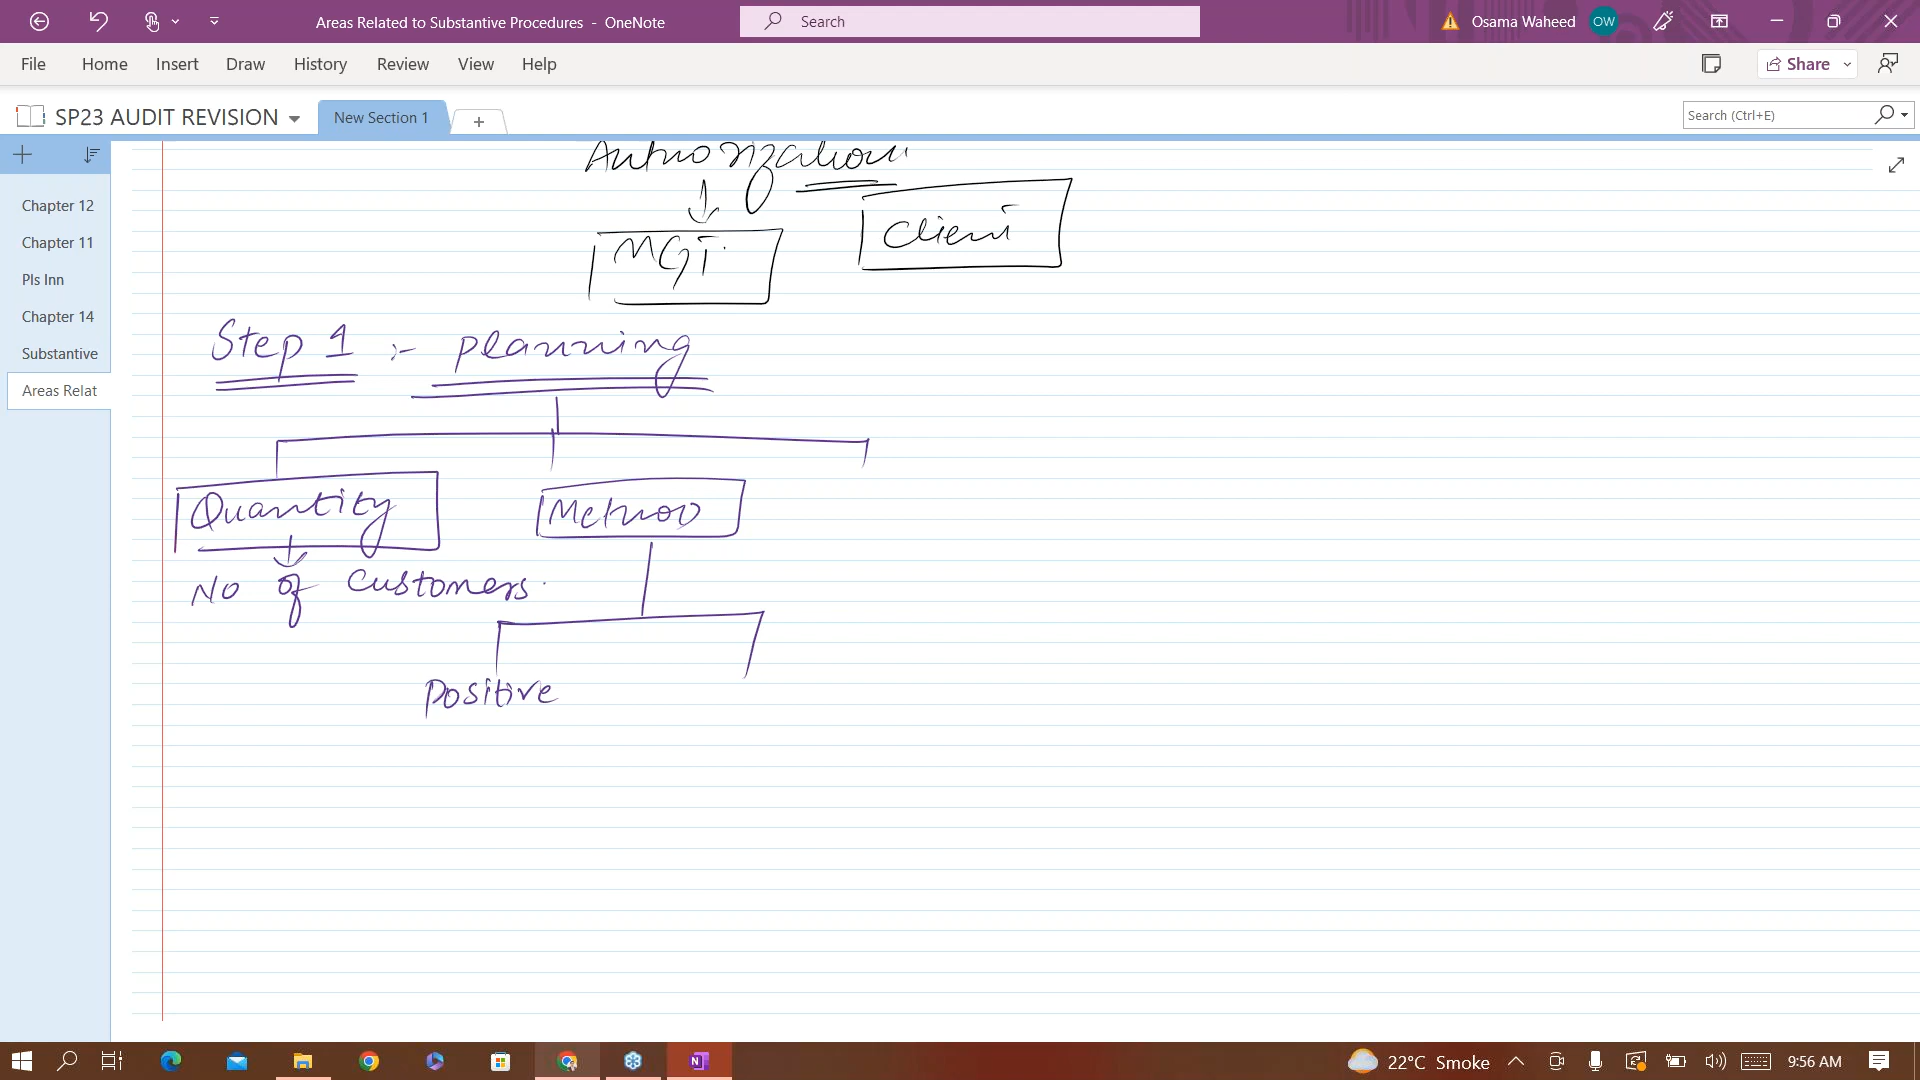 Areas Related to Substantive Procedures - OneNote
Search
Osama Waheed OW
File Home Insert Draw History Review View Help
Share
SP23 AUDIT REVISION
New Section 1
+
Search (Ctrl+E)
Chapter 12
Chapter 11
Pls Inn
Chapter 14
Substantive
Areas Relat
Authorization
MGT
Client
Step 1 :- planning
Quantity
Method
No of Customers
Positive
22°C Smoke
9:56 AM